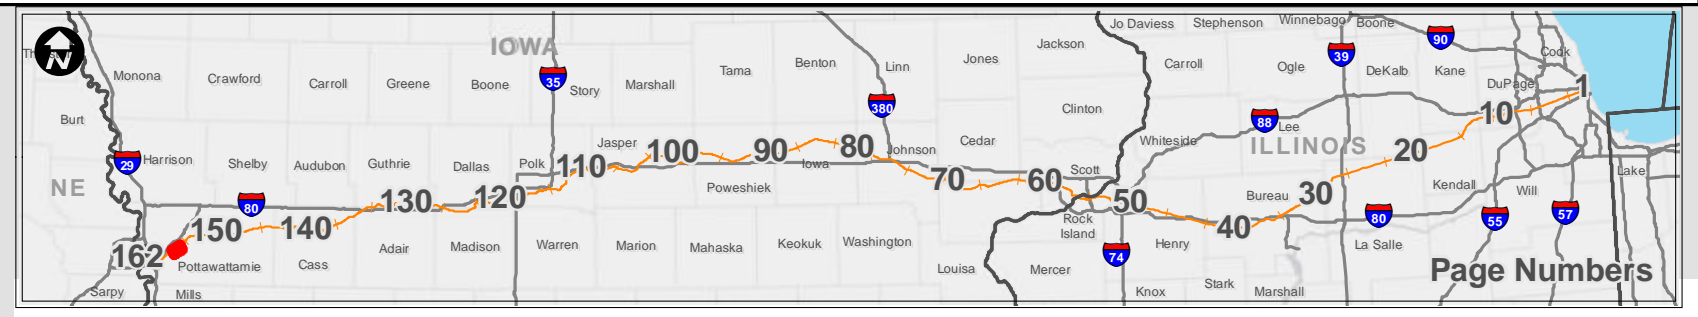 Jo Daviess Stephenson Winnebago Boone
IOWA Jackson 39 90 Cook
N Th
Monona Crawford Carroll Greene Boone 35 Story Marshall Tama Benton Linn Jones Carroll Ogle DeKalb Kane DuPage 1
Burt 380 Clinton 88 Lee 10
Harrison Shelby Audubon Guthrie Dallas Polk Jasper 100 90 80 Johnson Cedar Whiteside ILLINOIS 20
29 110 Iowa Scott Lake
NE 80 130 120 Poweshiek 70 60 50 Bureau 30 Kendall Will
162 150 140 Adair Madison Warren Marion Mahaska Keokuk Washington Rock Island Henry 40 La Salle 80 55 57
Pottawattamie Cass Louisa Mercer 74 Page Numbers
Sarpy Mills Knox Stark Marshall